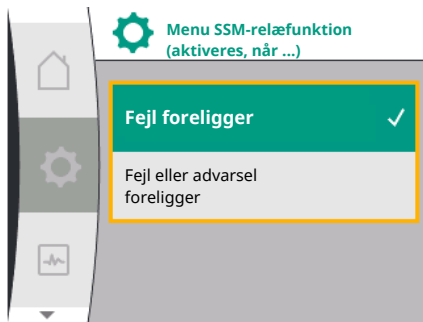 Menu SSM-relæfunktion
(aktiveres, når ...)
Fejl foreligger
Fejl eller advarsel
foreligger